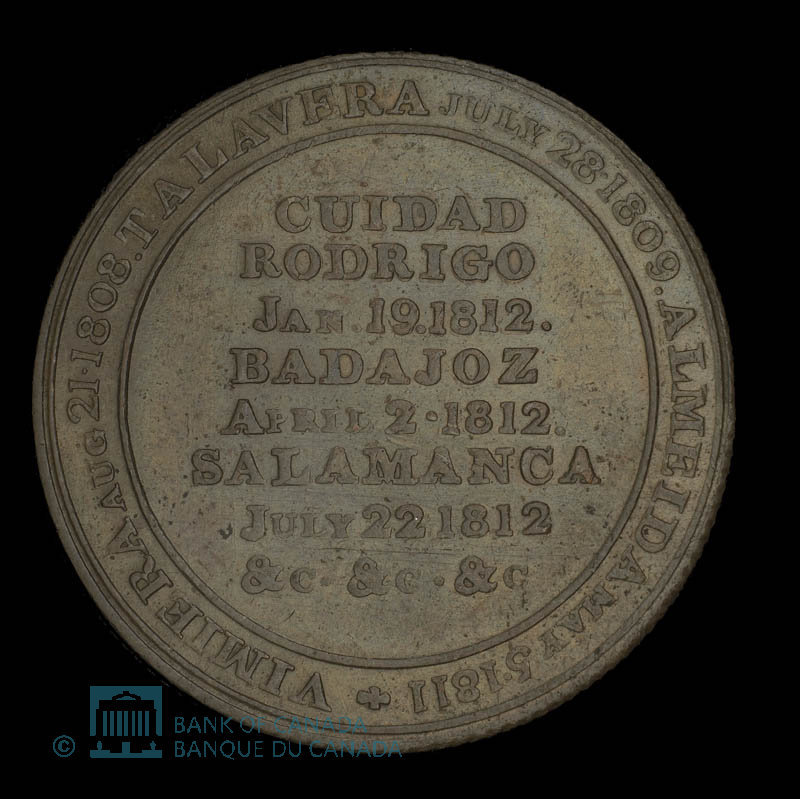 VIMIERA AUG 21·1808. TALAVERA JULY 28·1809. ALMEIDA MAY 5·1811
CUIDAD
RODRIGO
JAN. 19.1812.
BADAJOZ
APRIL 2·1812.
SALAMANCA
JULY 22 1812
&C· &C· &C
© BANK OF CANADA
BANQUE DU CANADA